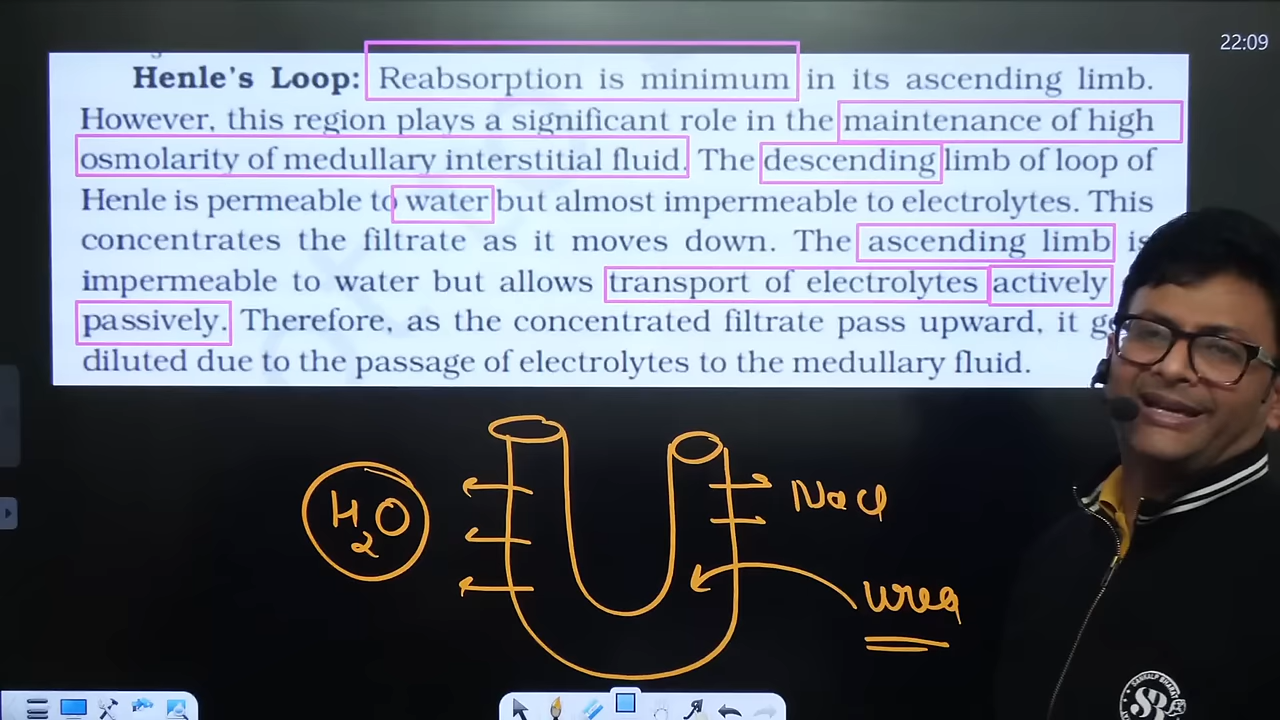 22:09
Henle's Loop: Reabsorption is minimum in its ascending limb.
However, this region plays a significant role in the maintenance of high
osmolarity of medullary interstitial fluid. The descending limb of loop of
Henle is permeable to water but almost impermeable to electrolytes. This
concentrates the filtrate as it moves down. The ascending limb is
impermeable to water but allows transport of electrolytes actively
passively. Therefore, as the concentrated filtrate pass upward, it
diluted due to the passage of electrolytes to the medullary fluid.
H2O
NaCl
Urea
SR